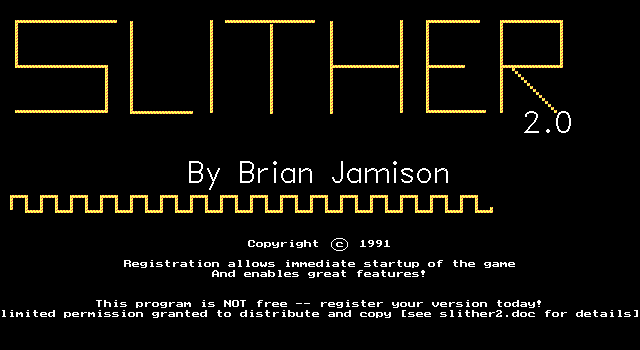 SLITHER
2.0
By Brian Jamison
Copyright © 1991
Registration allows immediate startup of the game
And enables great features!
This program is NOT free -- register your version today!
limited permission granted to distribute and copy [see slither2.doc for details]